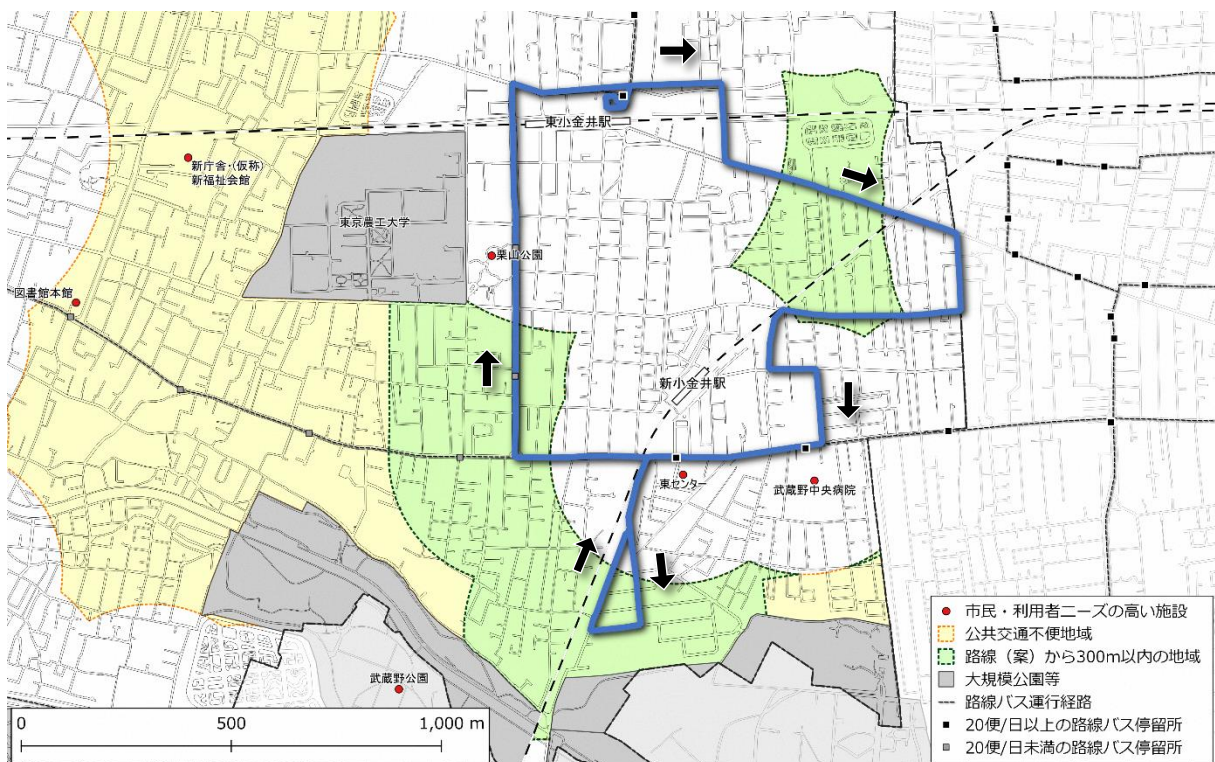 東小金井駅
新庁舎・(仮称)
新福祉会館
東京農工大学
栗山公園
書館本館
新小金井駅
東センター
武蔵野中央病院
武蔵野公園
市民・利用者ニーズの高い施設
公共交通不便地域
路線(案)から300m以内の地域
大規模公園等
路線バス運行経路
20便/日以上の路線バス停留所
20便/日未満の路線バス停留所
0 500 1,000 m